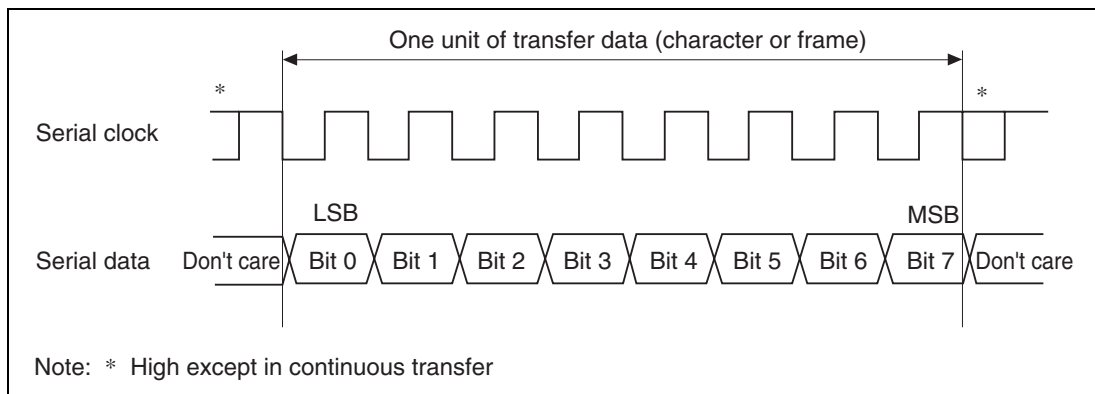 One unit of transfer data (character or frame)
* *
Serial clock
LSB MSB
Serial data Don't care Bit 0 Bit 1 Bit 2 Bit 3 Bit 4 Bit 5 Bit 6 Bit 7 Don't care
Note: * High except in continuous transfer